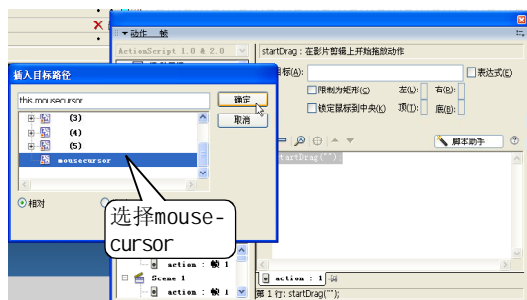 动作 帧
ActionScript 1.0 & 2.0
startDrag：在影片剪辑上开始拖放动作
插入目标路径
标(A):
表达式(E)
限制为矩形(C)
左(L):
右(R):
锁定鼠标到中央(K)
顶(T):
底(B):
this.mousecursor
确定
取消
(3)
(4)
(5)
mousecursor
脚本助手
startDrag("");
相对
选择mouse-
cursor
action : 帧 1
Scene 1
action : 帧 1
action : 1
第 1 行: startDrag("");